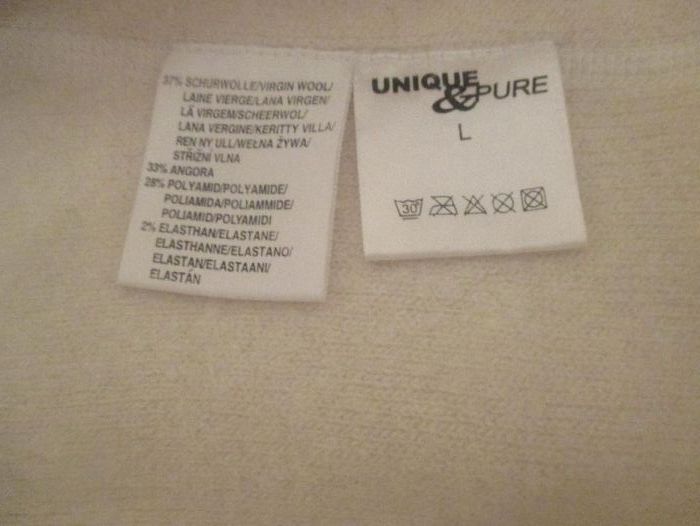 37% SCHURWOLLE/VIRGIN WOOL/
LAINE VIERGE/LANA VIRGEN/
LÃ VIRGEM/SCHEERWOL/
LANA VERGINE/KERITTY VILLA/
REN NY ULL/WEŁNA ŻYWA/
STŘIŽNÍ VLNA
33% ANGORA
28% POLYAMID/POLYAMIDE/
POLIAMIDA/POLIAMMIDE/
POLIAMID/POLYAMIDI
2% ELASTHAN/ELASTANE/
ELASTHANNE/ELASTANO/
ELASTAN/ELASTAANI/
ELASTÁN
UNIQUE
& PURE
L
30